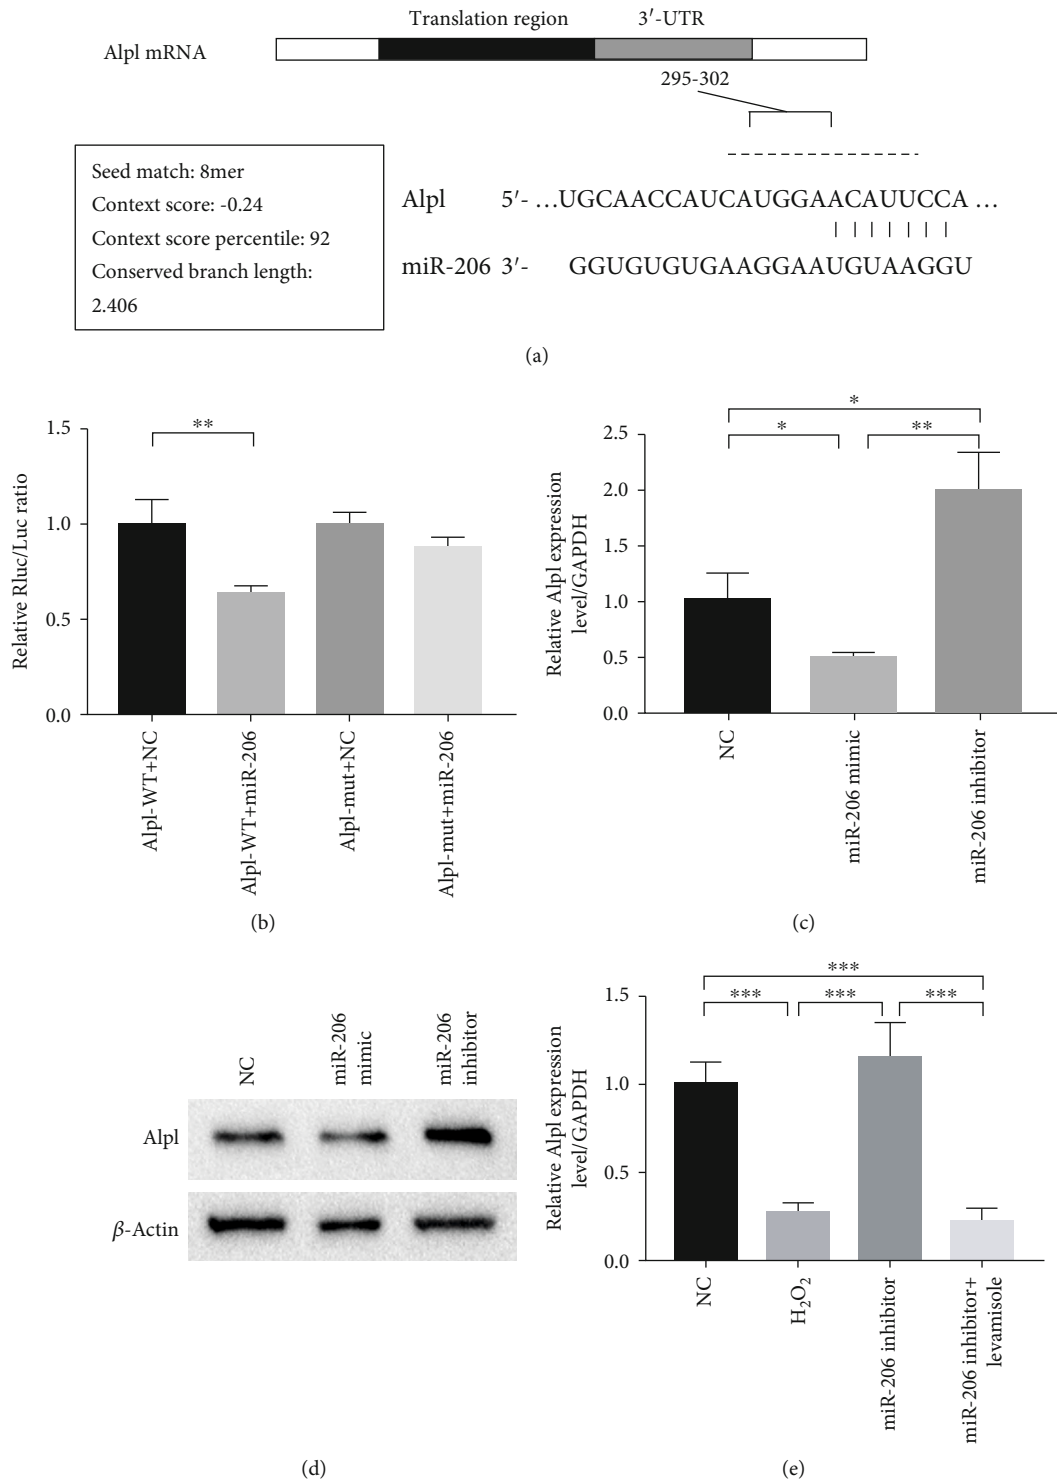 Translation region 3′-UTR
Alpl mRNA
295-302
Seed match: 8mer
Context score: -0.24
Context score percentile: 92
Conserved branch length:
2.406
Alpl 5′- …UGCAACCAUCAUGGAACAUUCCA …
miR-206 3′- GGUGUGUGAAGGAAUGUAAGGU
(a)
Relative Rluc/Luc ratio
1.5
1.0
0.5
0.0
**
Alpl-WT+NC
Alpl-WT+miR-206
Alpl-mut+NC
Alpl-mut+miR-206
(b)
Relative Alpl expression
level/GAPDH
2.5
2.0
1.5
1.0
0.5
0.0
*
*
**
NC
miR-206 mimic
miR-206 inhibitor
(c)
NC
miR-206
mimic
miR-206
inhibitor
Alpl
β-Actin
(d)
Relative Alpl expression
level/GAPDH
1.5
1.0
0.5
0.0
***
***
***
***
NC
H₂O₂
miR-206 inhibitor
miR-206 inhibitor+
levamisole
(e)